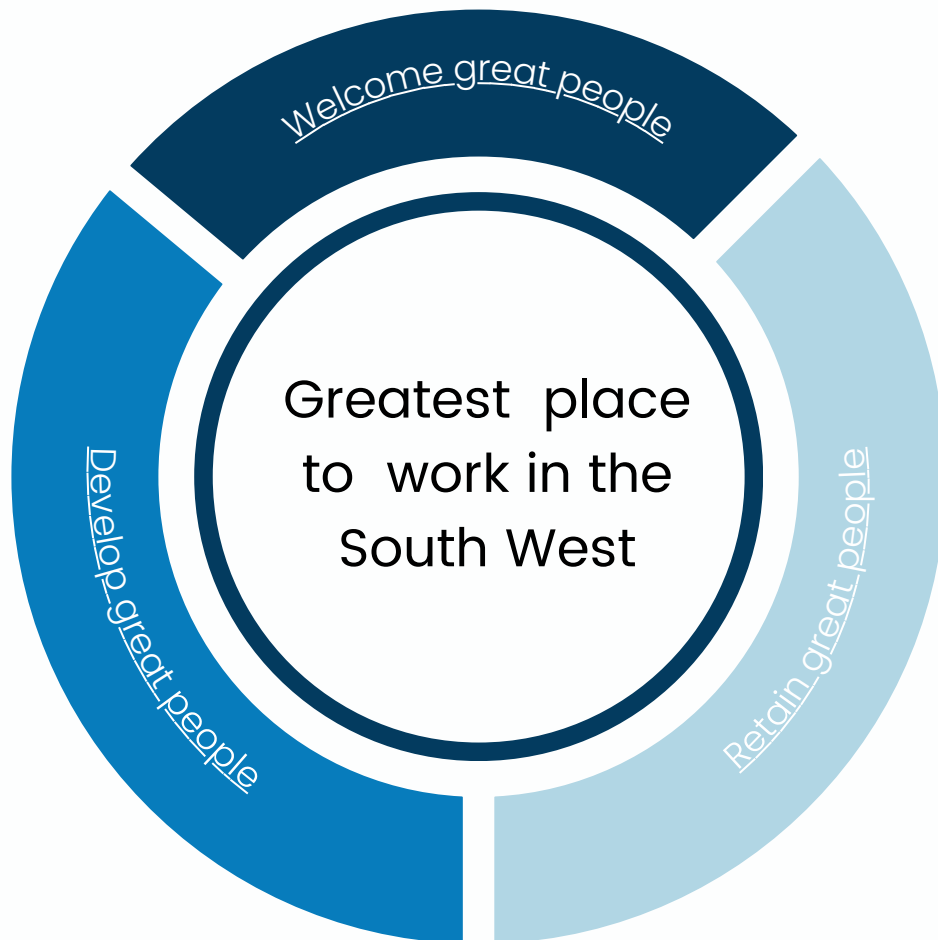 Welcome great people
Greatest place
to work in the
South West
Develop great people
Retain great people